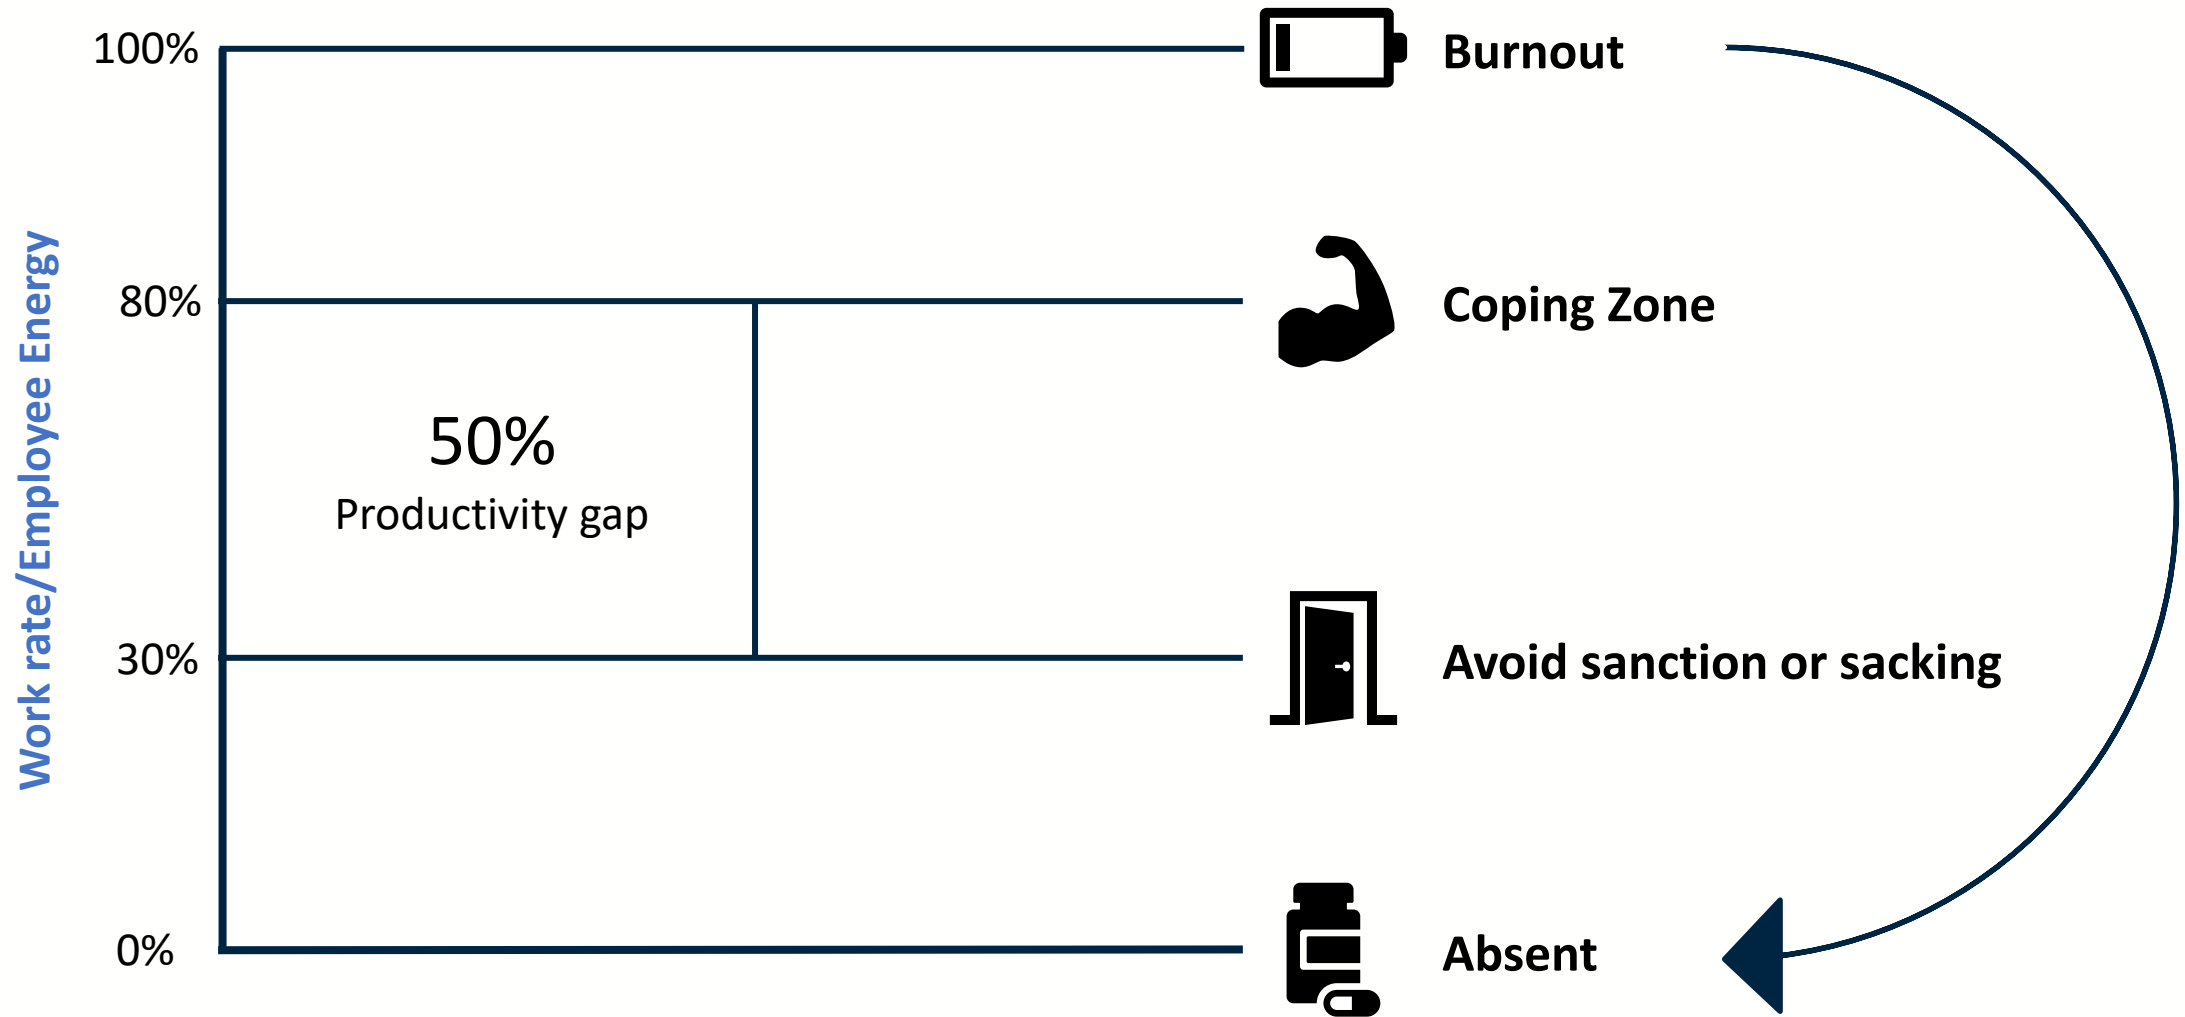 100%
Burnout
80%
Coping Zone
Work rate/Employee Energy
50%
Productivity gap
30%
Avoid sanction or sacking
0%
Absent